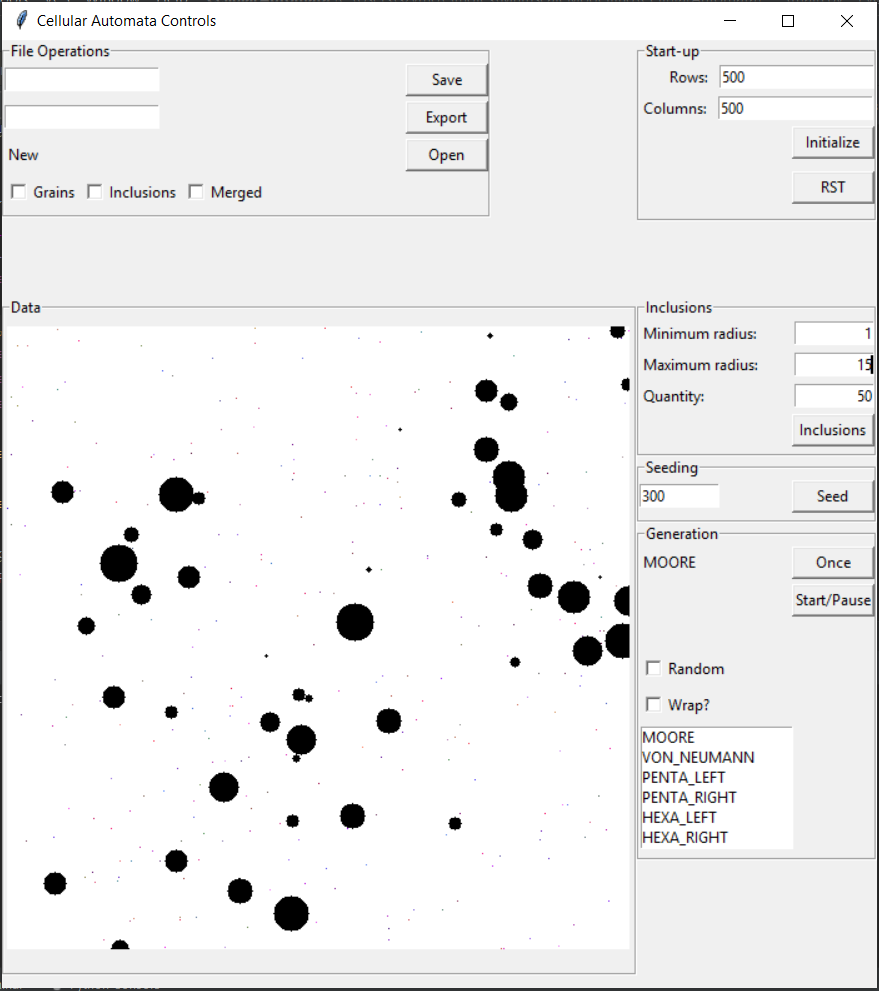 Cellular Automata Controls
File Operations
Save
Export
New
Open
Grains
Inclusions
Merged
Start-up
Rows: 500
Columns: 500
Initialize
RST
Data
Inclusions
Minimum radius: 1
Maximum radius: 15
Quantity: 50
Inclusions
Seeding
300
Seed
Generation
MOORE
Once
Start/Pause
Random
Wrap?
MOORE
VON_NEUMANN
PENTA_LEFT
PENTA_RIGHT
HEXA_LEFT
HEXA_RIGHT